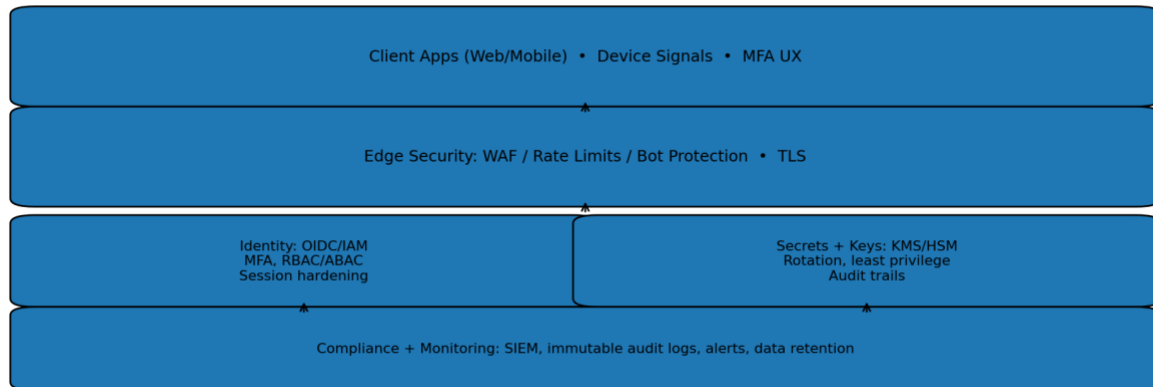 Client Apps (Web/Mobile) • Device Signals • MFA UX
Edge Security: WAF / Rate Limits / Bot Protection • TLS
Identity: OIDC/IAM
MFA, RBAC/ABAC
Session hardening
Secrets + Keys: KMS/HSM
Rotation, least privilege
Audit trails
Compliance + Monitoring: SIEM, immutable audit logs, alerts, data retention